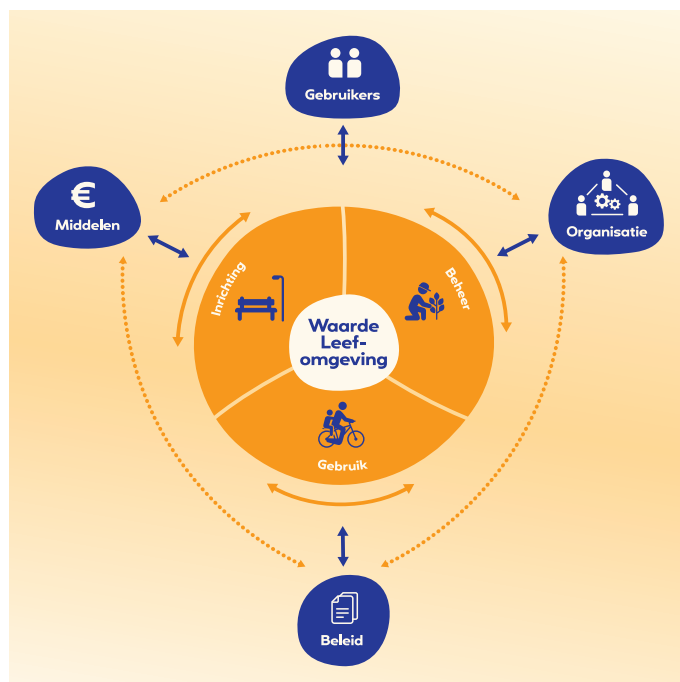 Gebruikers
€
Middelen
Organisatie
Inrichting
Beheer
Waarde
Leef-
omgeving
Gebruik
Beleid